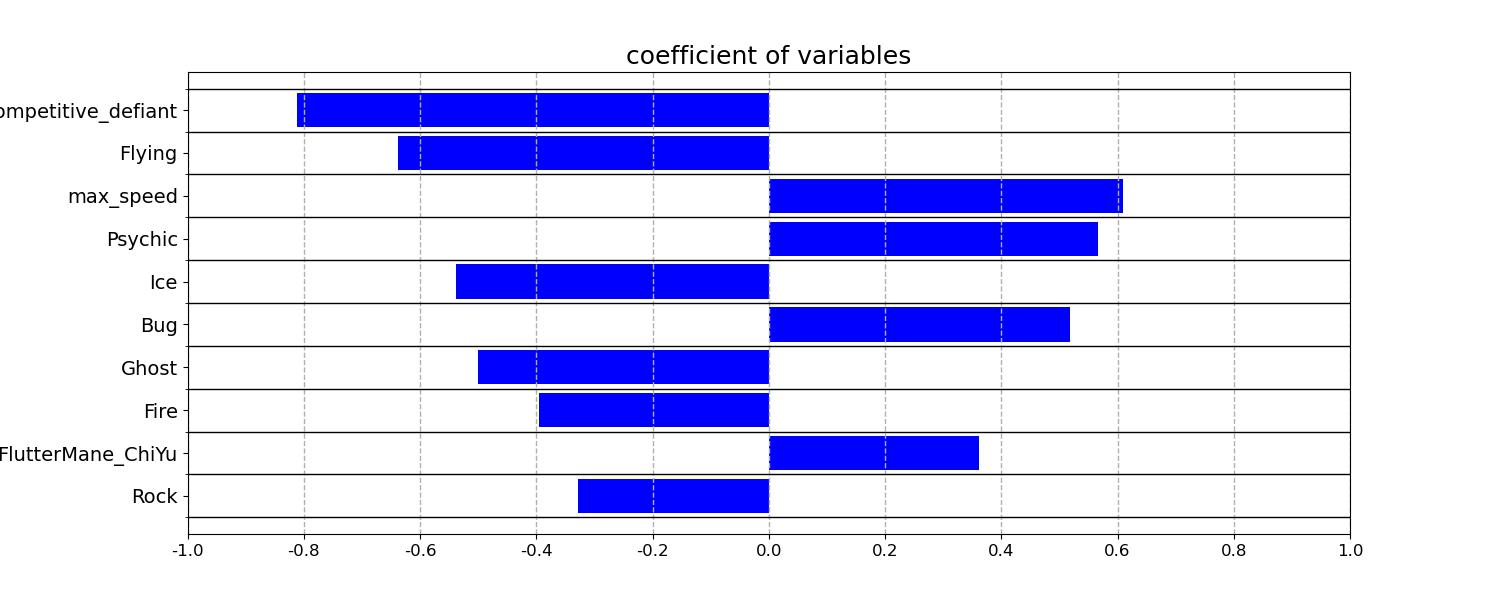 coefficient of variables
ompetitive_defiant
Flying
max_speed
Psychic
Ice
Bug
Ghost
Fire
FlutterMane_ChiYu
Rock
-1.0 -0.8 -0.6 -0.4 -0.2 0.0 0.2 0.4 0.6 0.8 1.0